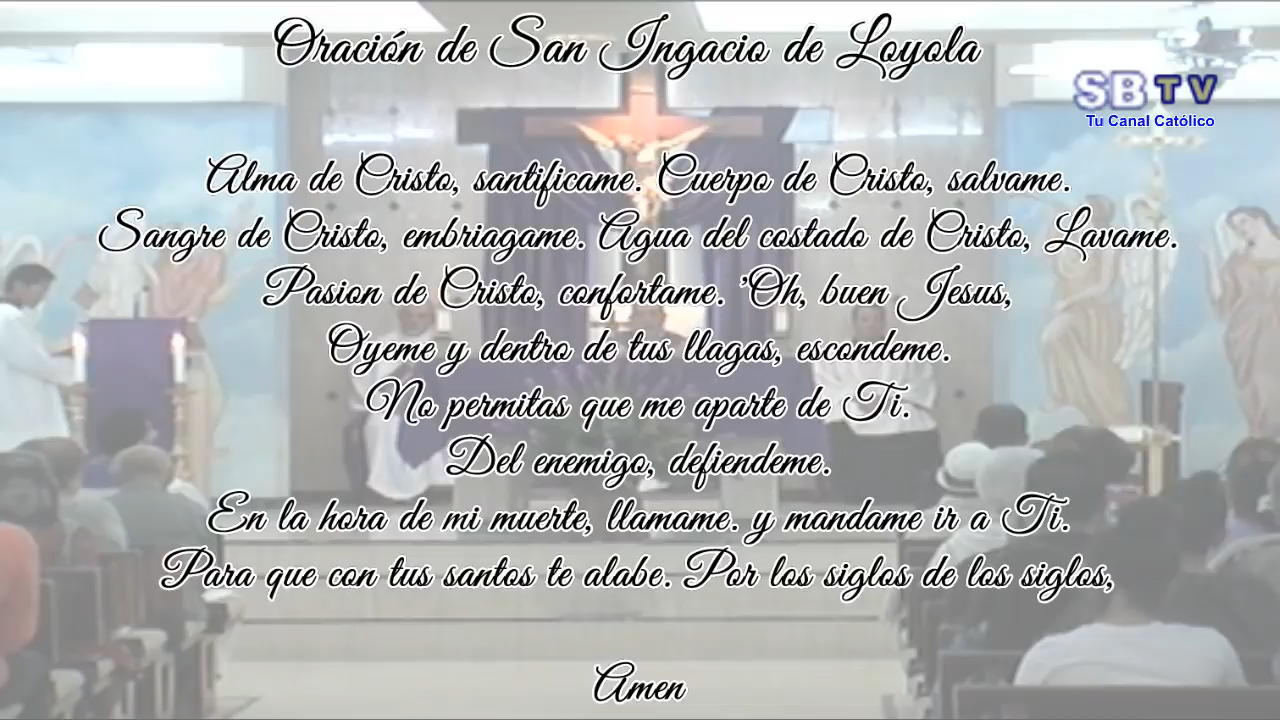 Oración de San Ingacio de Loyola
SBTV
Tu Canal Católico
Alma de Cristo, santificame. Cuerpo de Cristo, salvame.
Sangre de Cristo, embriagame. Agua del costado de Cristo, Lavame.
Pasion de Cristo, confortame. 'Oh, buen Jesus,
Oyeme y dentro de tus llagas, escondeme.
No permitas que me aparte de Ti.
Del enemigo, defiendeme.
En la hora de mi muerte, llamame. y mandame ir a Ti.
Para que con tus santos te alabe. Por los siglos de los siglos,
Amen